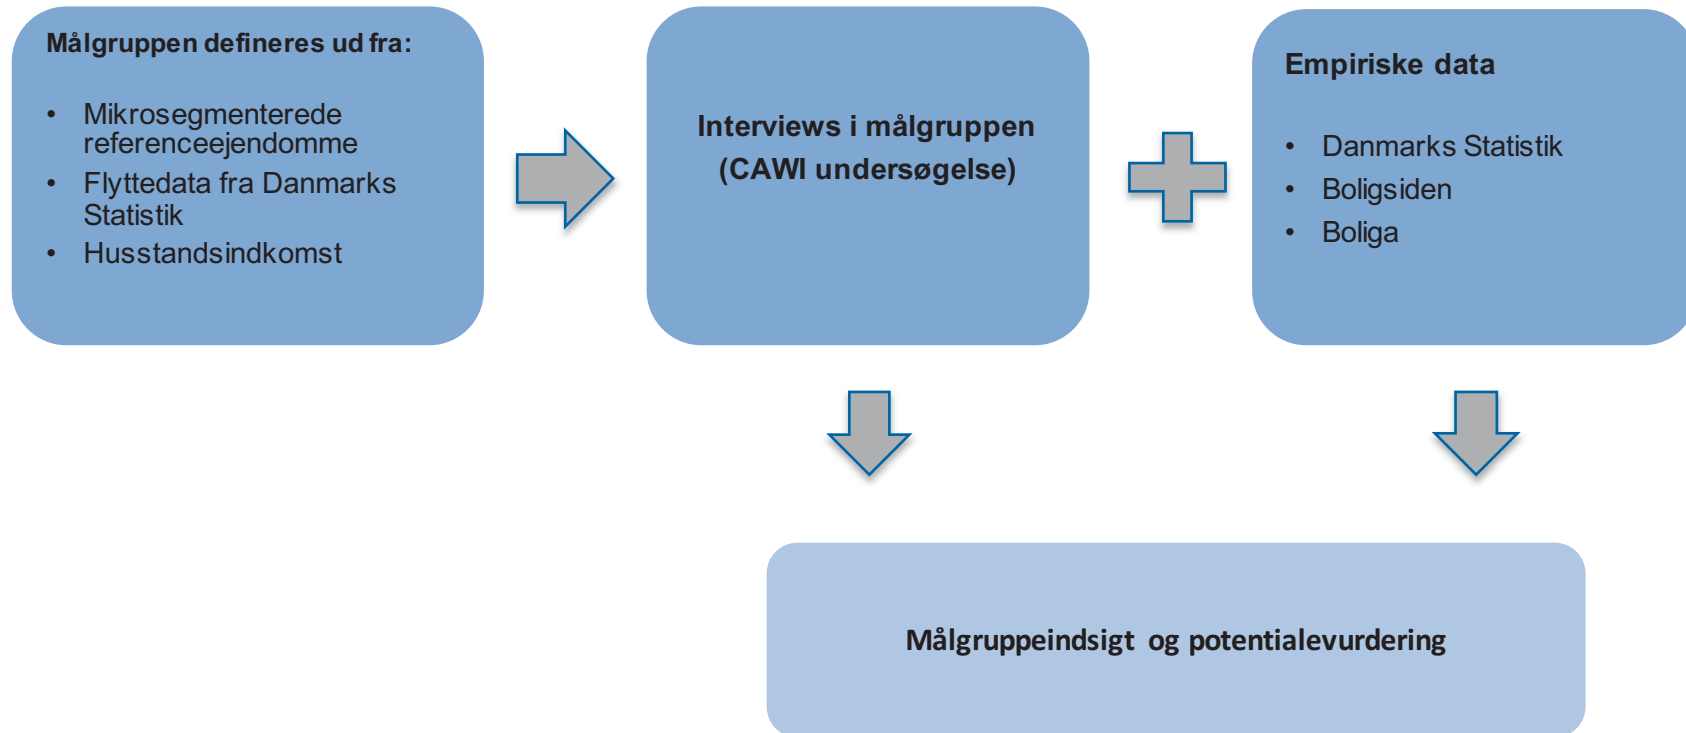 Målgruppen defineres ud fra:
• Mikrosegmenterede
referenceejendomme
• Flyttedata fra Danmarks
Statistik
• Husstandsindkomst
Interviews i målgruppen
(CAWI undersøgelse)
Empiriske data
• Danmarks Statistik
• Boligsiden
• Boliga
Målgruppeindsigt og potentialevurdering